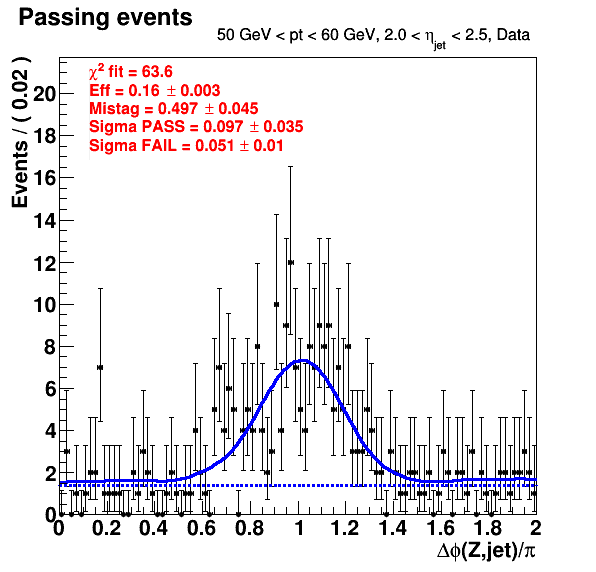 Passing events
50 GeV < pt < 60 GeV, 2.0 < η_jet < 2.5, Data
χ² fit = 63.6
Eff = 0.16 ± 0.003
Mistag = 0.497 ± 0.045
Sigma PASS = 0.097 ± 0.035
Sigma FAIL = 0.051 ± 0.01
Events / ( 0.02 )
20
18
16
14
12
10
8
6
4
2
0
0 0.2 0.4 0.6 0.8 1 1.2 1.4 1.6 1.8 2
Δϕ(Z,jet)/π